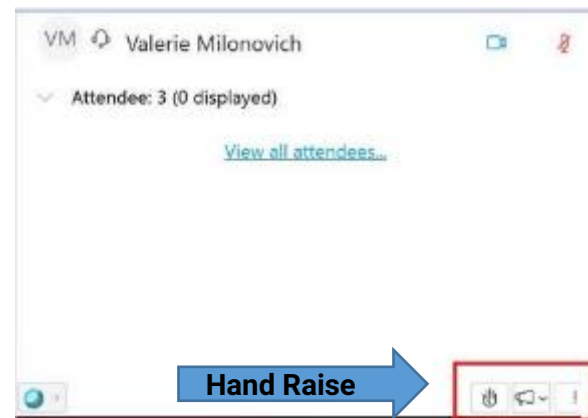 VM Valerie Milonovich
Attendee: 3 (0 displayed)
View all attendees...
Hand Raise